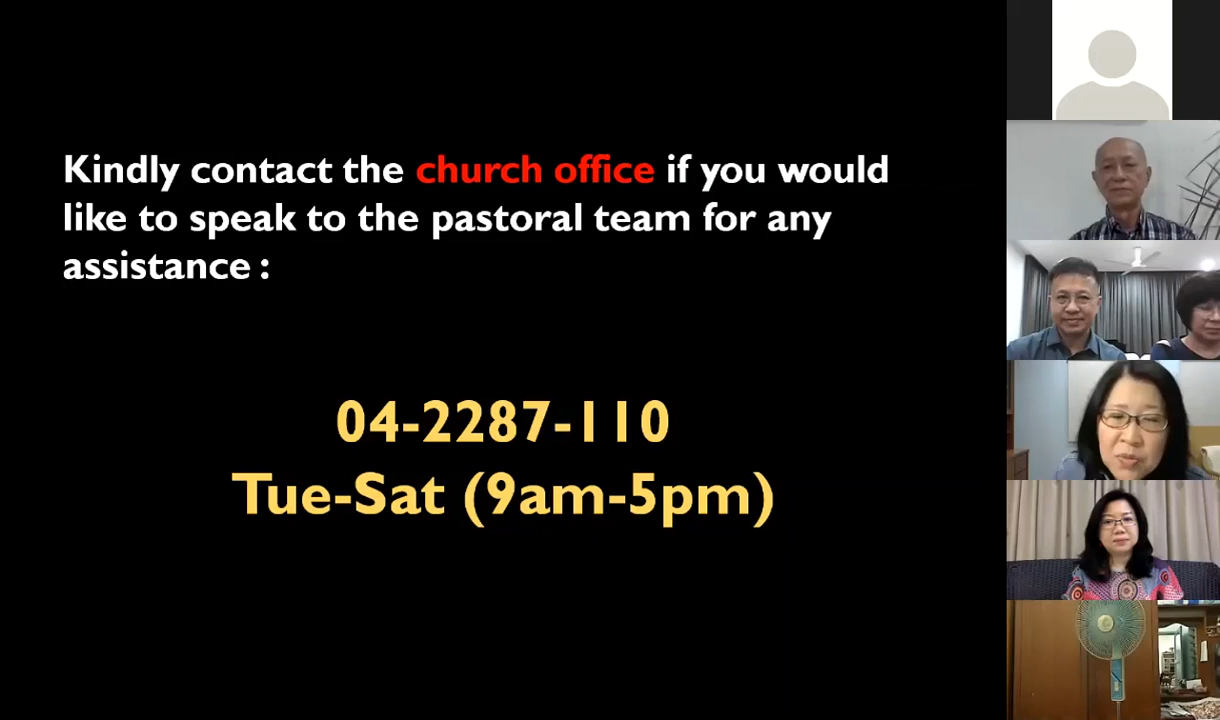 Kindly contact the church office if you would
like to speak to the pastoral team for any
assistance :
04-2287-110
Tue-Sat (9am-5pm)